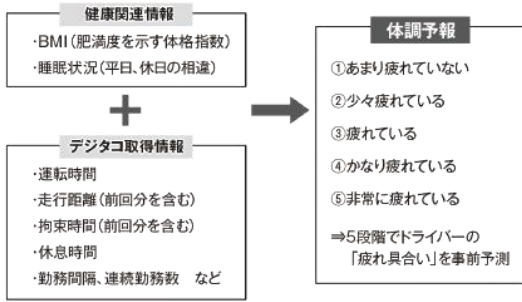 健康関連情報
・BMI(肥満度を示す体格指数)
・睡眠状況(平日、休日の相違)
＋
デジタコ取得情報
・運転時間
・走行距離(前回分を含む)
・拘束時間(前回分を含む)
・休息時間
・勤務間隔、連続勤務数　など
体調予報
①あまり疲れていない
②少々疲れている
③疲れている
④かなり疲れている
⑤非常に疲れている
⇒5段階でドライバーの
「疲れ具合い」を事前予測